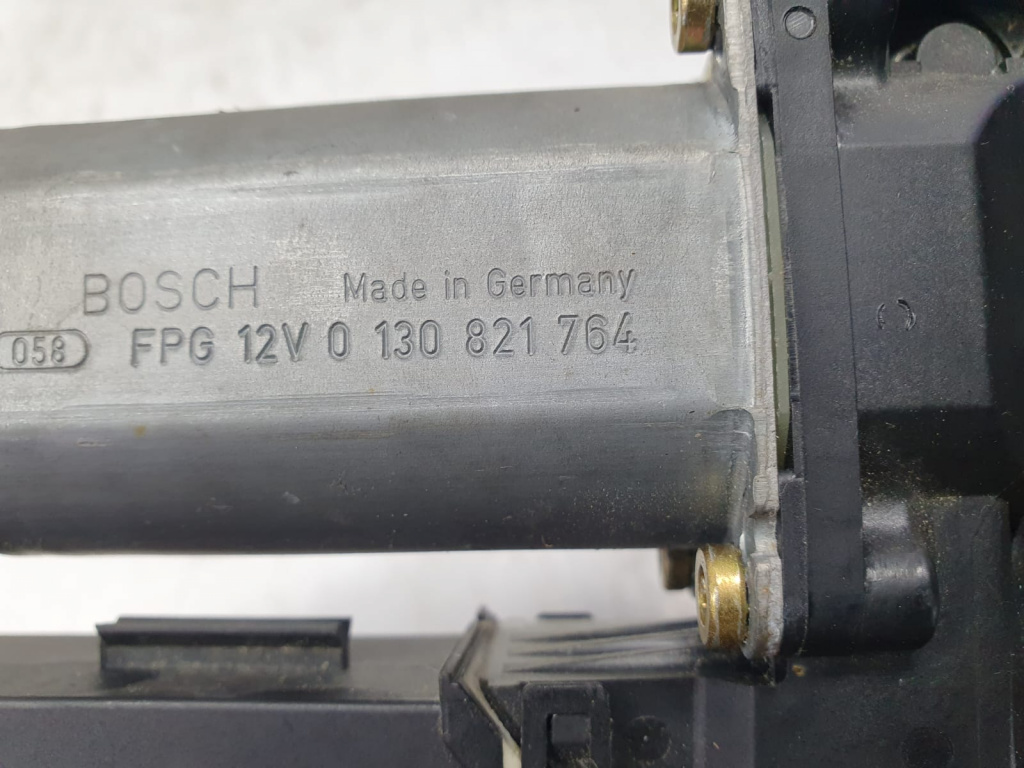 BOSCH Made in Germany
058 FPG 12V 0 130 821 764